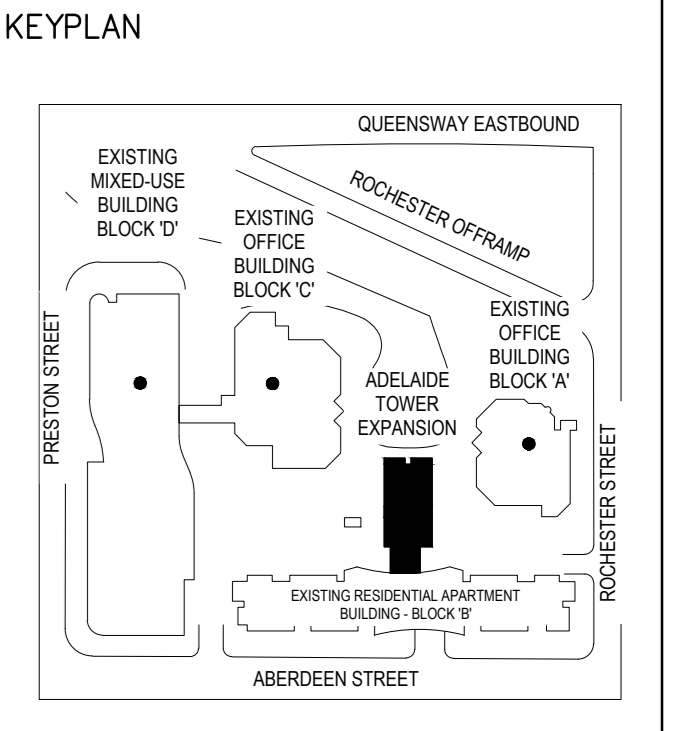 KEYPLAN
QUEENSWAY EASTBOUND
EXISTING
MIXED-USE
BUILDING
BLOCK 'D'
ROCHESTER OFFRAMP
EXISTING
OFFICE
BUILDING
BLOCK 'C'
EXISTING
OFFICE
BUILDING
BLOCK 'A'
PRESTON STREET
ADELAIDE
TOWER
EXPANSION
ROCHESTER STREET
EXISTING RESIDENTIAL APARTMENT
BUILDING - BLOCK 'B'
ABERDEEN STREET